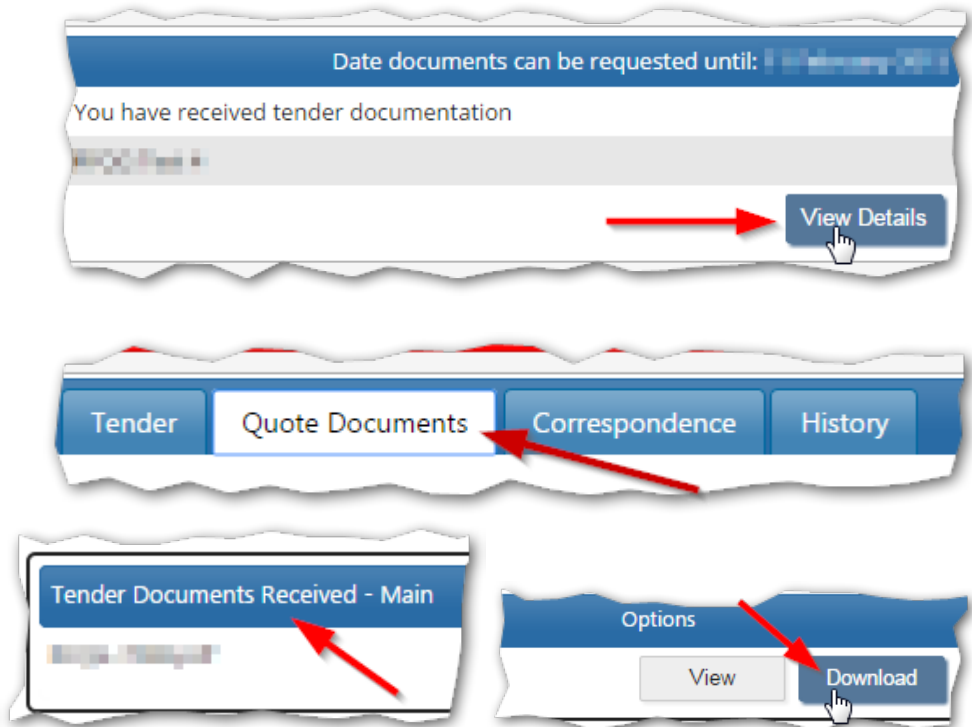 Date documents can be requested until:
You have received tender documentation
View Details
Tender
Quote Documents
Correspondence
History
Tender Documents Received - Main
Options
View
Download